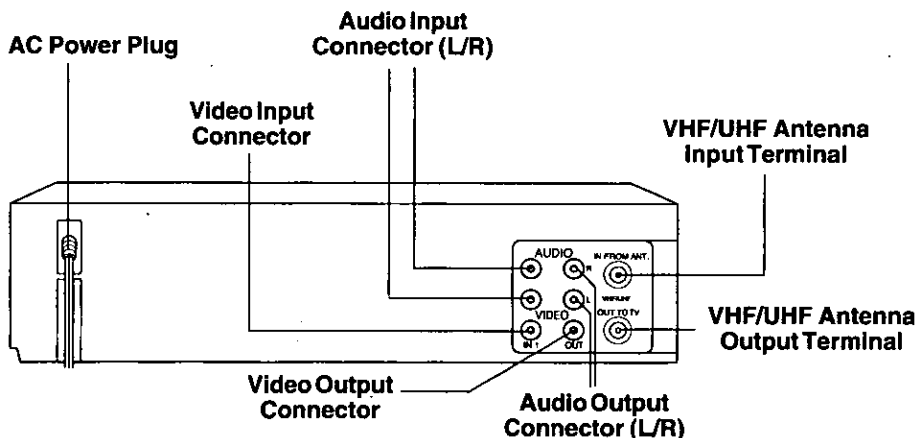 Audio Input
Connector (L/R)
AC Power Plug
Video Input
Connector
VHF/UHF Antenna
Input Terminal
AUDIO
IN FROM ANT.
R
L
VHF/UHF
OUT TO TV
VIDEO
IN 1
OUT
VHF/UHF Antenna
Output Terminal
Video Output
Connector
Audio Output
Connector (L/R)